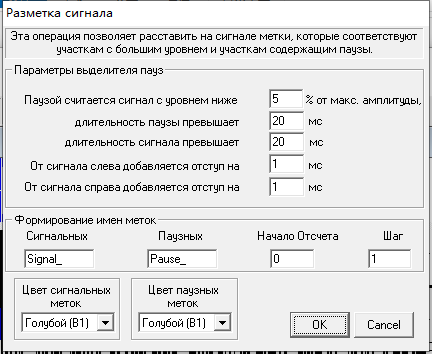 Разметка сигнала
Эта операция позволяет расставить на сигнале метки, которые соответствуют
участкам с большим уровнем и участкам содержащим паузы.
Параметры выделителя пауз
Паузой считается сигнал с уровнем ниже 5 % от макс. амплитуды,
длительность паузы превышает 20 мс
длительность сигнала превышает 20 мс
От сигнала слева добавляется отступ на 1 мс
От сигнала справа добавляется отступ на 1 мс
Формирование имен меток
Сигнальных Паузных Начало Отсчета Шаг
Signal_ Pause_ 0 1
Цвет сигнальных меток
Голубой (B1)
Цвет паузных меток
Голубой (B1)
OK Cancel